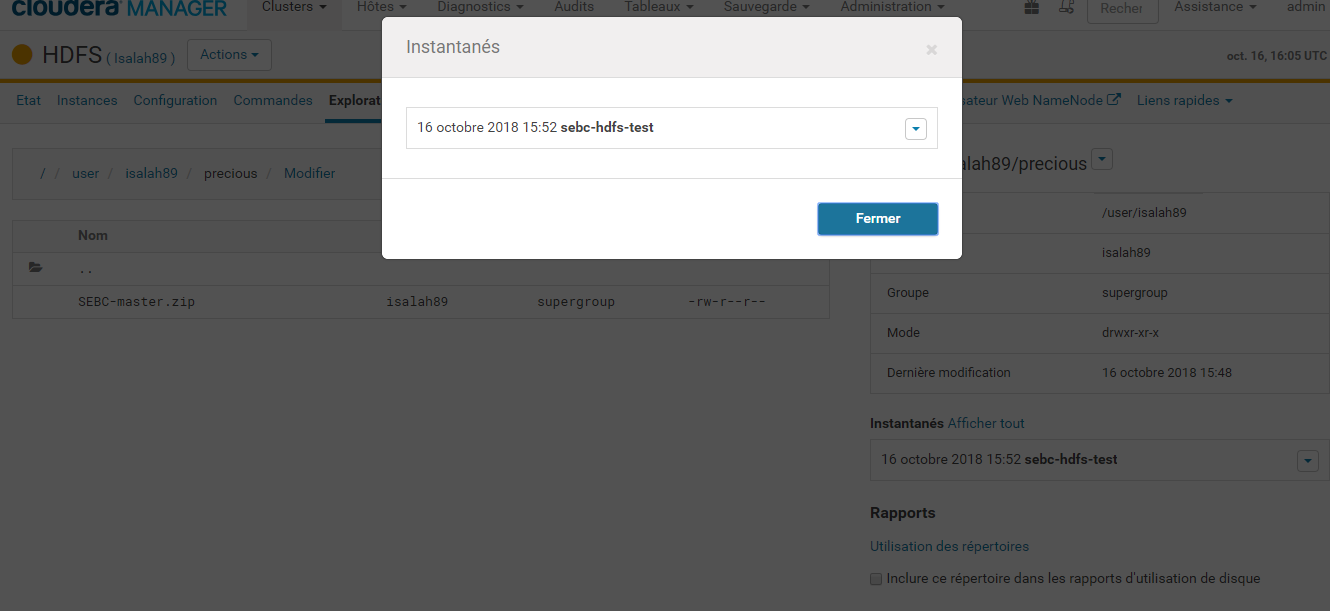 cloudera MANAGER Clusters Hôtes Diagnostics Audits Tableaux Sauvegarde Administration Recher Assistance admin
HDFS ( Isalah89 ) Actions
oct. 16, 16:05 UTC
Etat Instances Configuration Commandes Explorat
sateur Web NameNode Liens rapides
Instantanés ×
16 octobre 2018 15:52 sebc-hdfs-test
Fermer
/ / user / isalah89 / precious / Modifier
Nom
..
SEBC-master.zip isalah89 supergroup -rw-r--r--
alah89/precious
/user/isalah89
isalah89
Groupe supergroup
Mode drwxr-xr-x
Dernière modification 16 octobre 2018 15:48
Instantanés Afficher tout
16 octobre 2018 15:52 sebc-hdfs-test
Rapports
Utilisation des répertoires
Inclure ce répertoire dans les rapports d'utilisation de disque